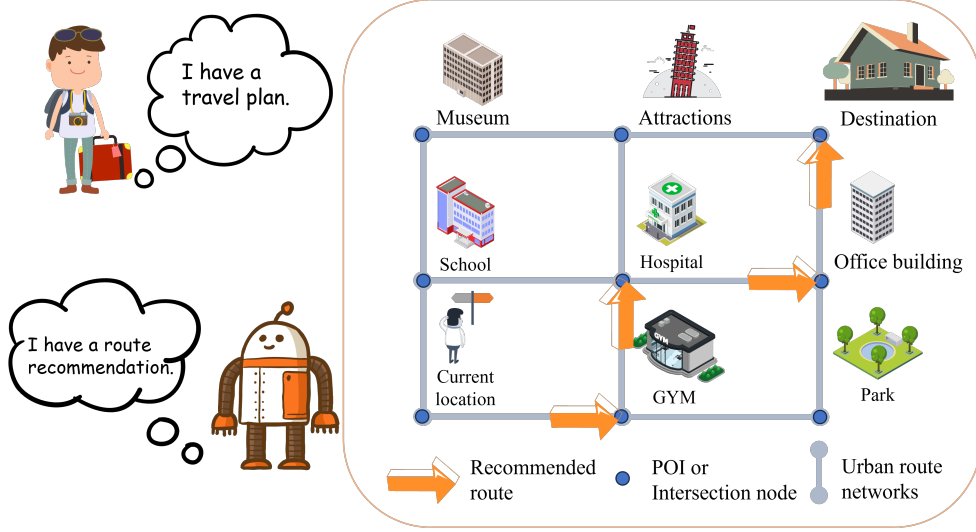 I have a
travel plan.
I have a route
recommendation.
Museum
Attractions
Destination
School
Hospital
Office building
Current
location
GYM
GYM
Park
Recommended
route
POI or
Intersection node
Urban route
networks